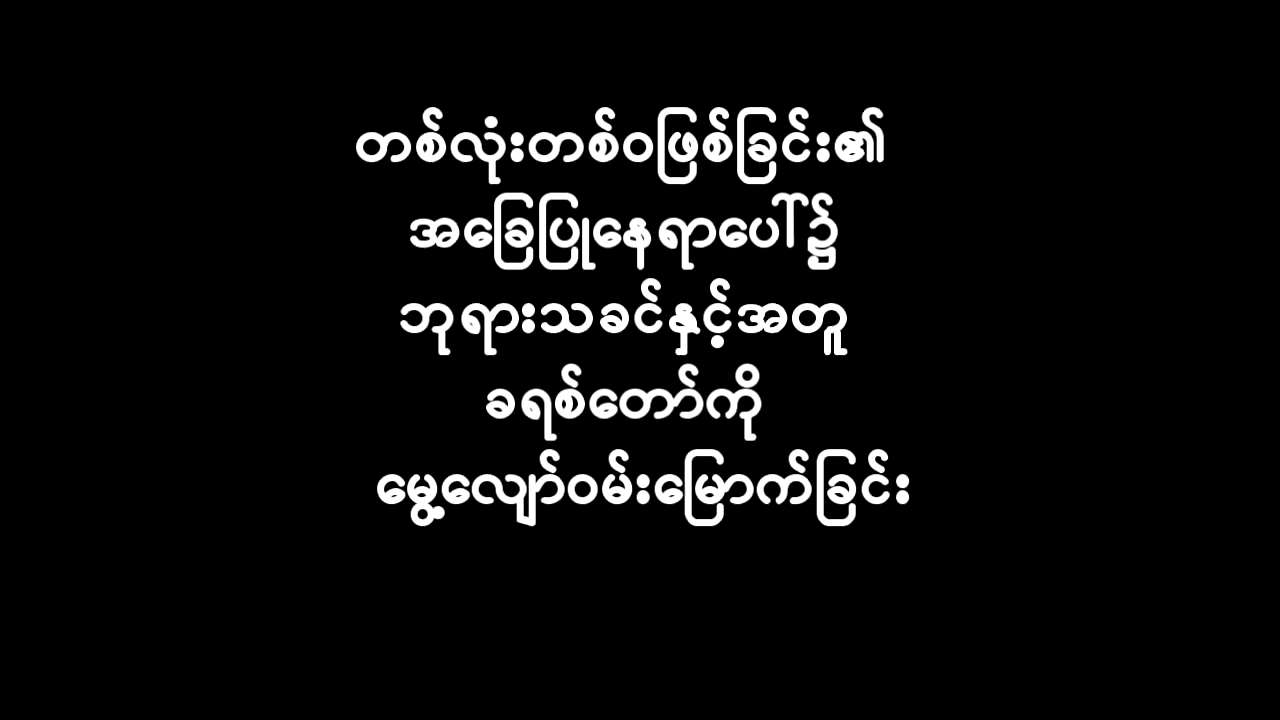 တစ်လုံးတစ်ဝဖြစ်ခြင်း၏
အခြေပြုနေရာပေါ်၌
ဘုရားသခင်နှင့်အတူ
ခရစ်တော်ကို
မွေ့လျော်ဝမ်းမြောက်ခြင်း